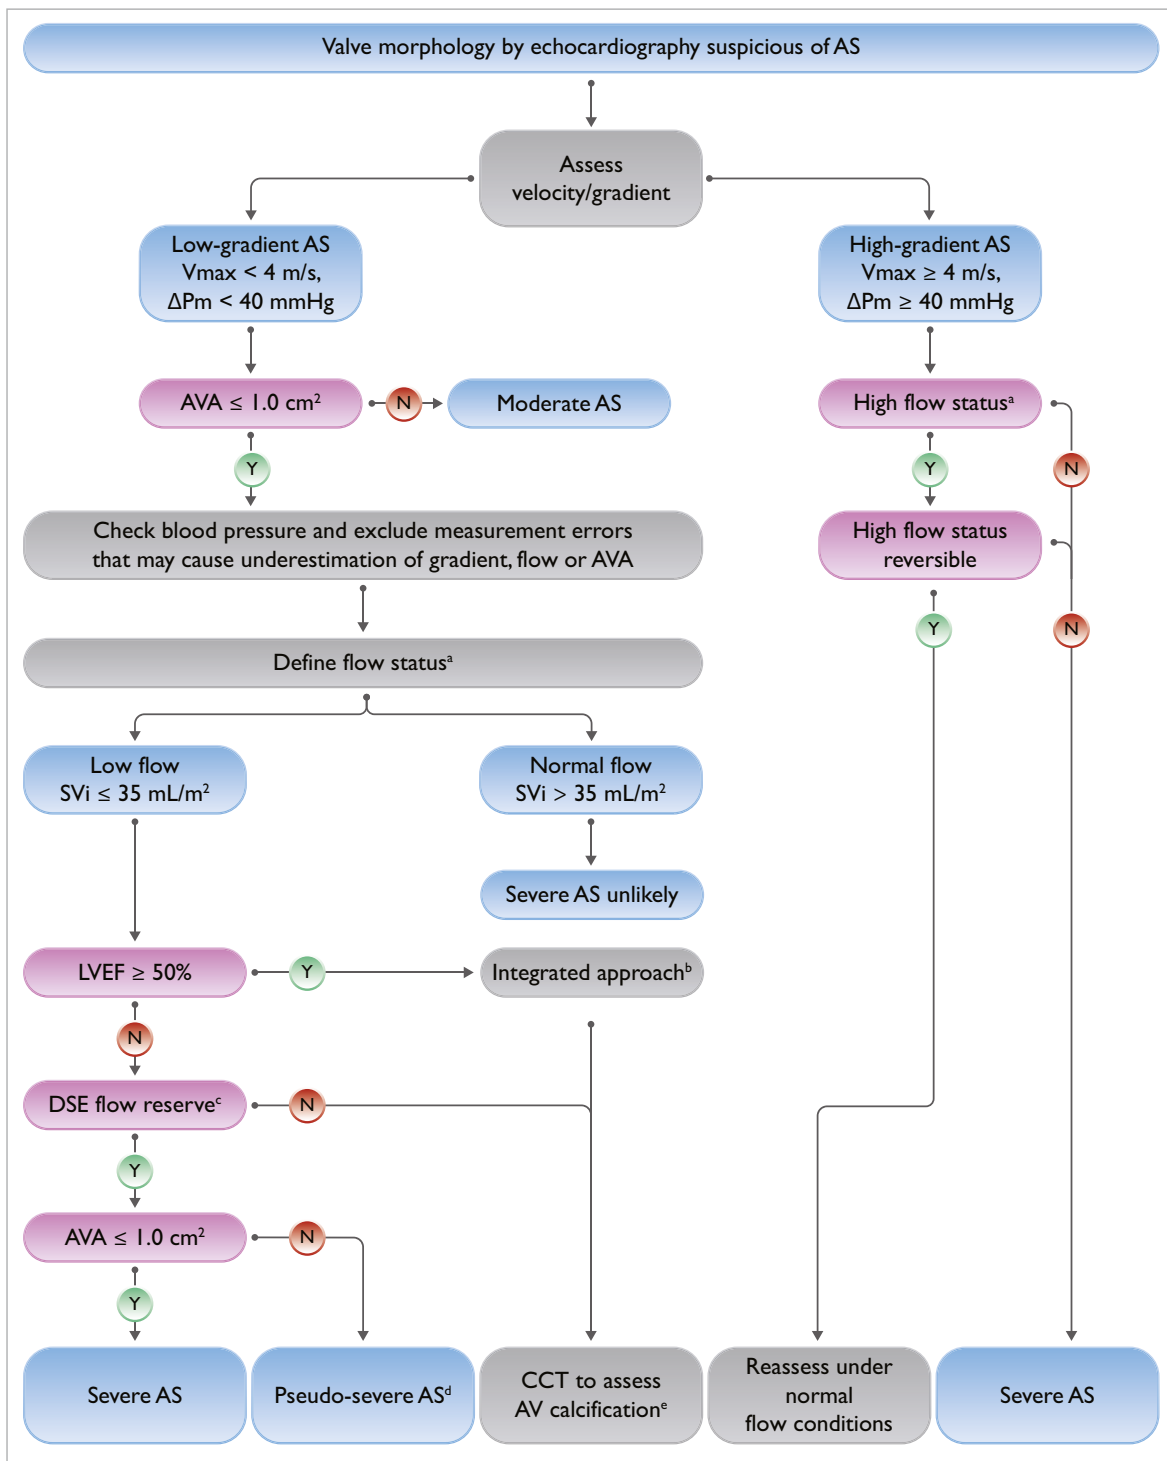 Valve morphology by echocardiography suspicious of AS
Assess
velocity/gradient
Low-gradient AS
Vmax < 4 m/s,
ΔPm < 40 mmHg
High-gradient AS
Vmax ≥ 4 m/s,
ΔPm ≥ 40 mmHg
AVA ≤ 1.0 cm²
N
Moderate AS
High flow statusᵃ
Y
Y
N
Check blood pressure and exclude measurement errors
that may cause underestimation of gradient, flow or AVA
High flow status
reversible
Y
N
Define flow statusᵃ
Low flow
SVi ≤ 35 mL/m²
Normal flow
SVi > 35 mL/m²
Severe AS unlikely
LVEF ≥ 50%
Y
Integrated approachᵇ
N
DSE flow reserveᶜ
N
Y
AVA ≤ 1.0 cm²
N
Y
Severe AS
Pseudo-severe ASᵈ
CCT to assess
AV calcificationᵉ
Reassess under
normal
flow conditions
Severe AS